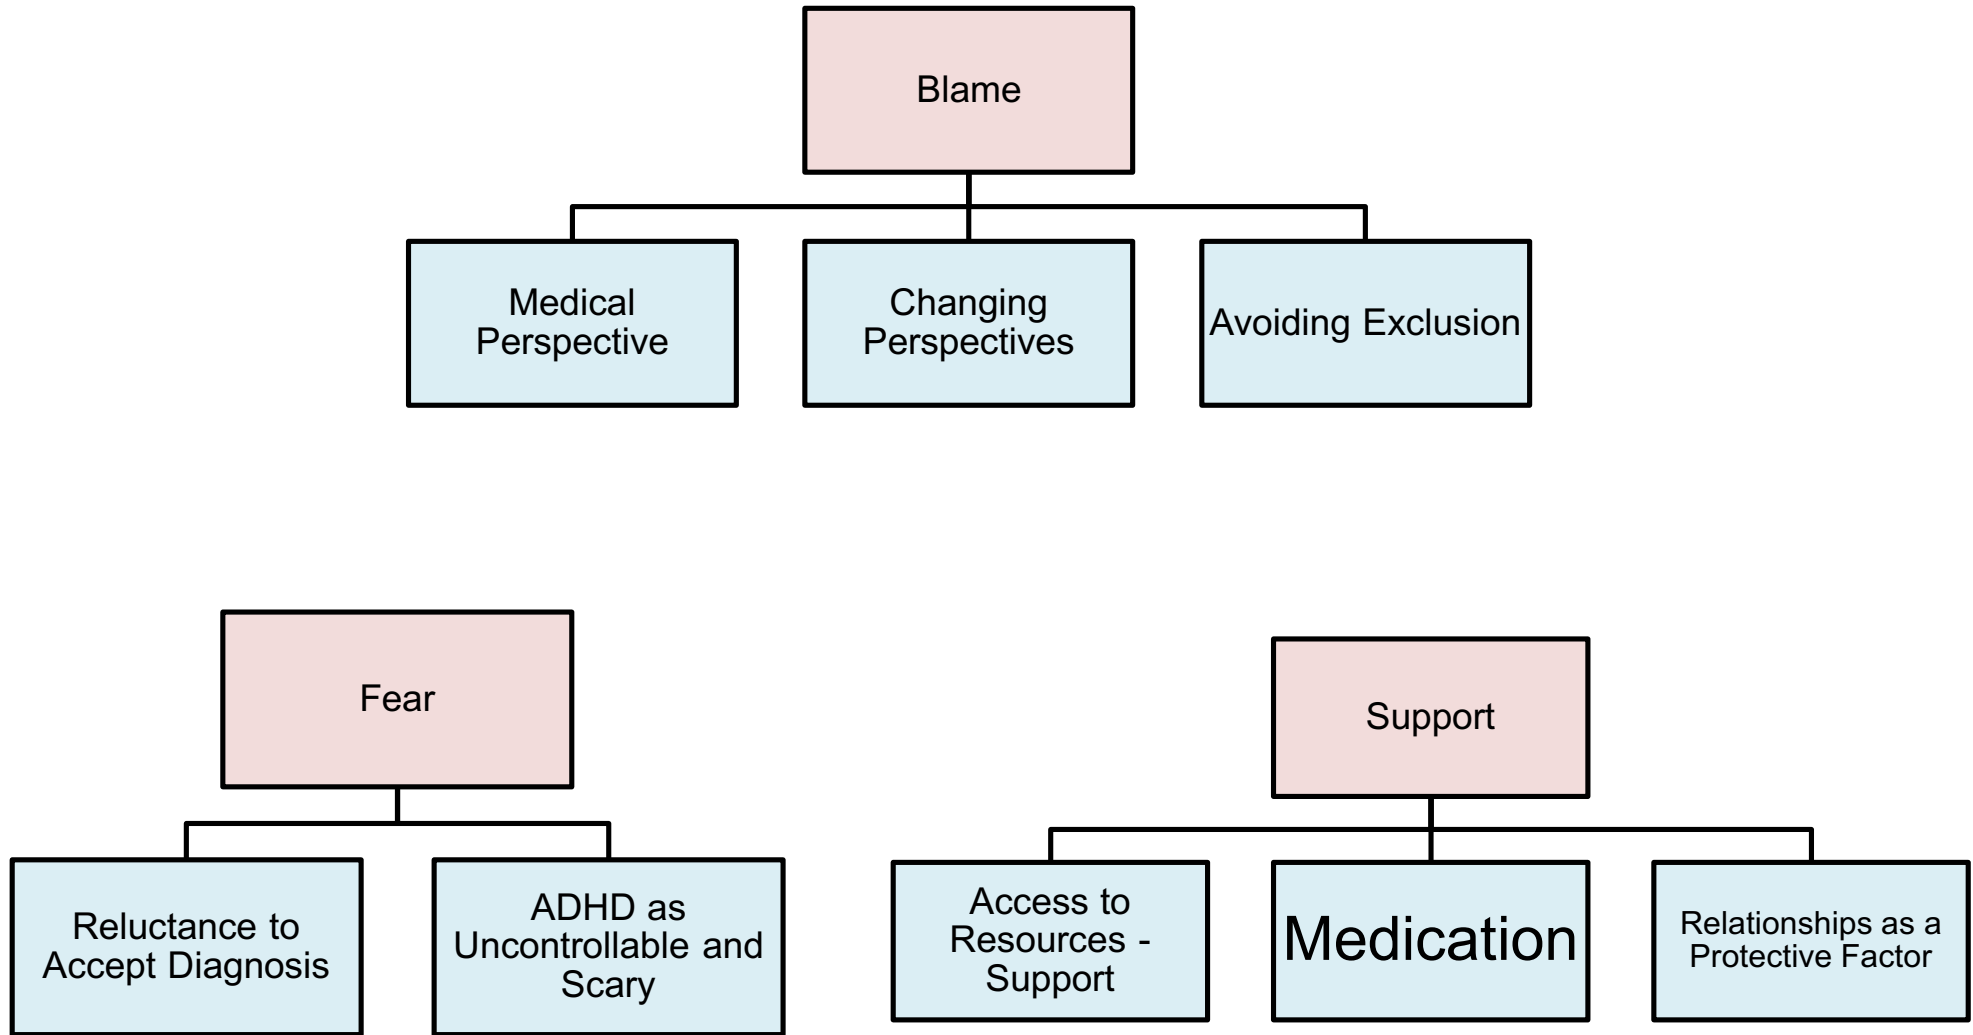 Blame
Medical
Perspective
Changing
Perspectives
Avoiding Exclusion
Fear
Reluctance to
Accept Diagnosis
ADHD as
Uncontrollable and
Scary
Support
Access to
Resources -
Support
Medication
Relationships as a
Protective Factor